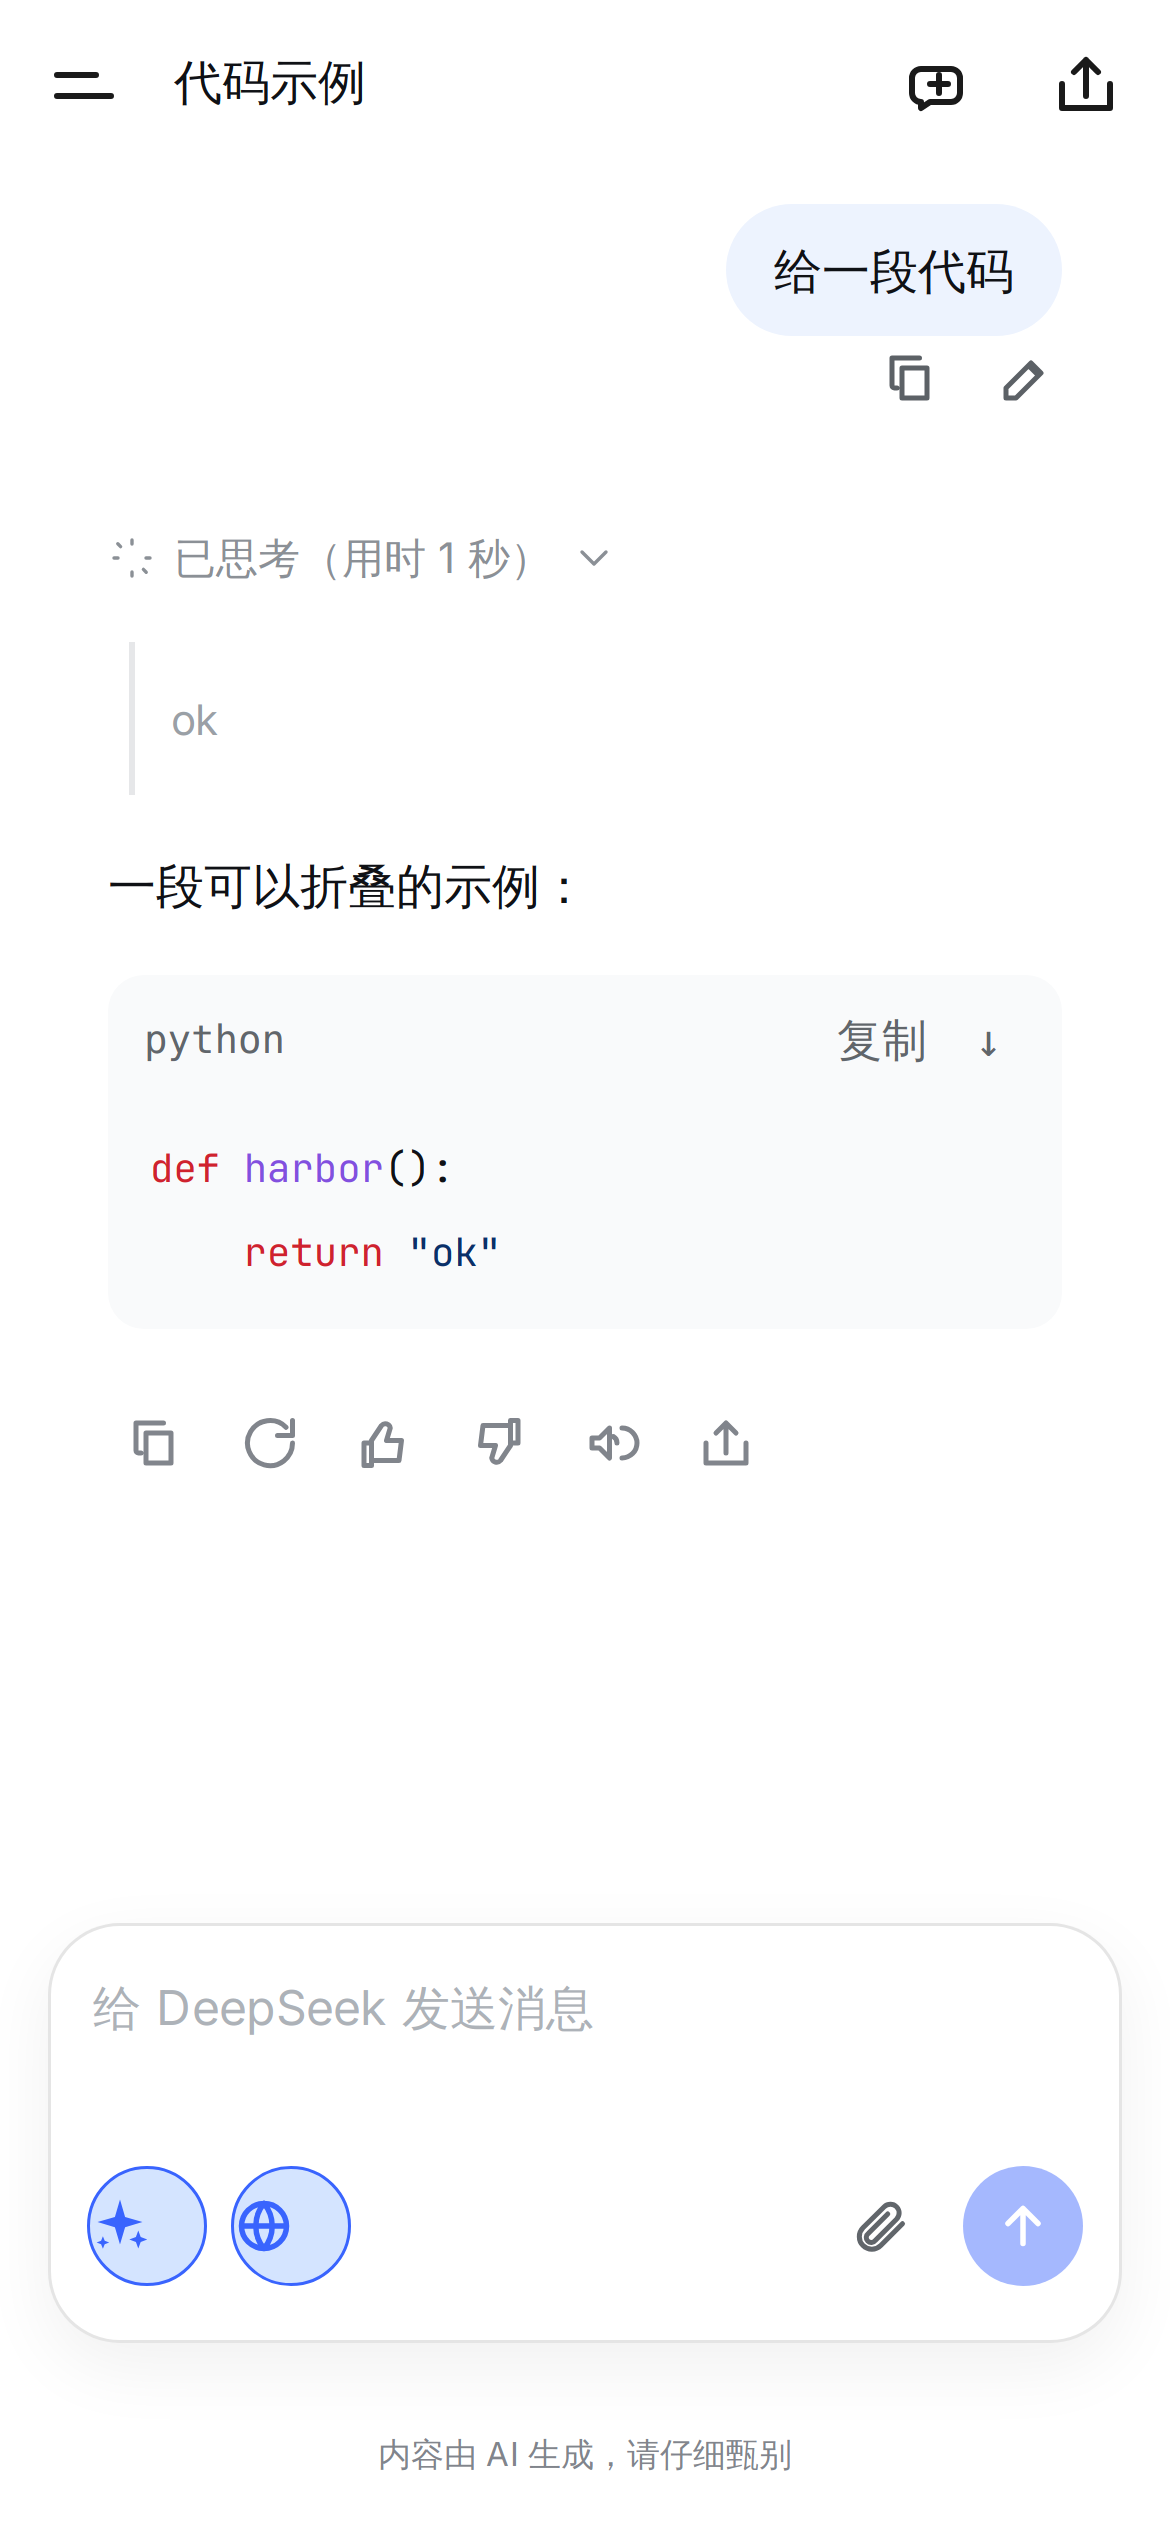 代码示例
给一段代码
已思考（用时 1 秒）
ok
一段可以折叠的示例：
python 复制 ↓
def harbor():
    return "ok"
给 DeepSeek 发送消息
内容由 AI 生成，请仔细甄别